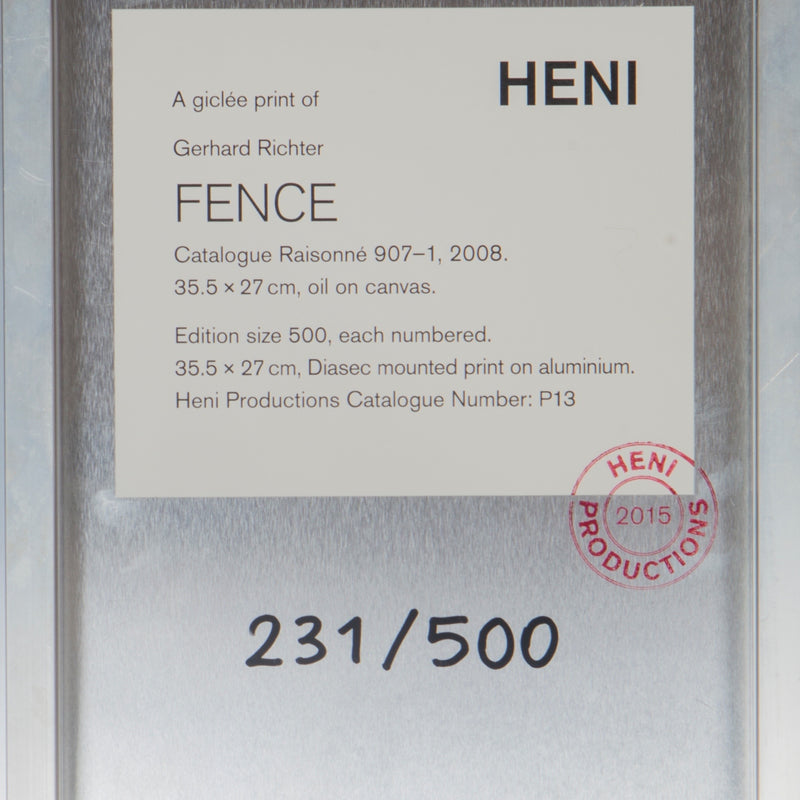 HENI
A giclée print of
Gerhard Richter
FENCE
Catalogue Raisonné 907–1, 2008.
35.5 × 27 cm, oil on canvas.
Edition size 500, each numbered.
35.5 × 27 cm, Diasec mounted print on aluminium.
Heni Productions Catalogue Number: P13
HENI
2015
PRODUCTIONS
231/500